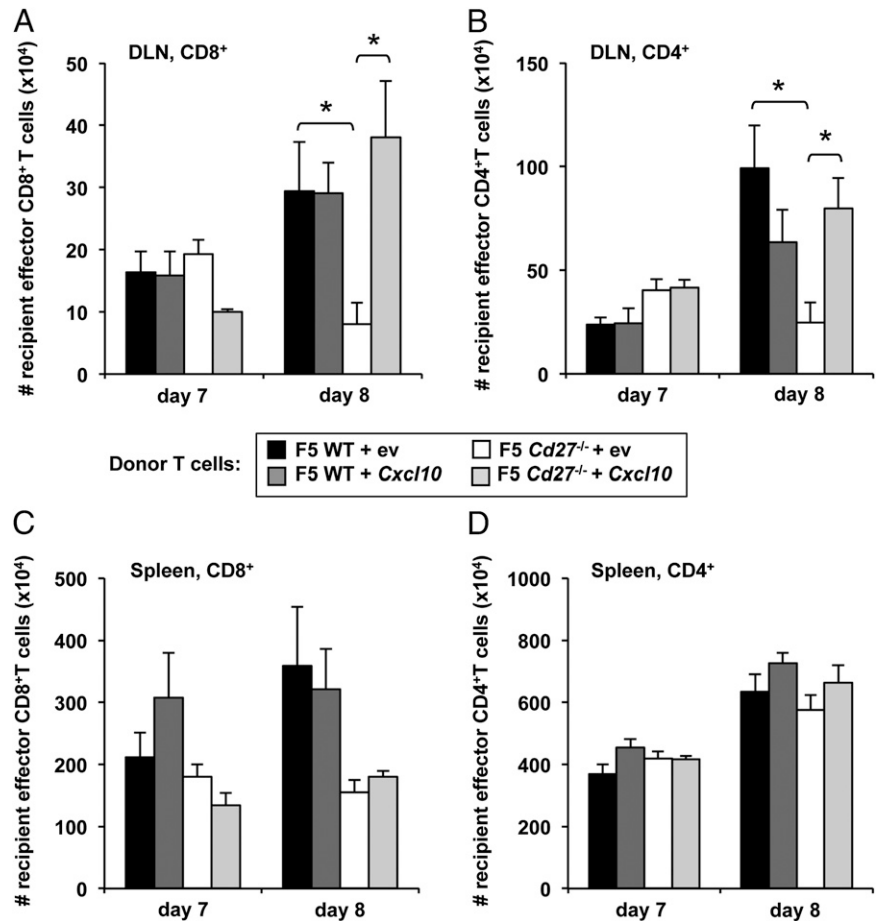 A
DLN, CD8⁺
# recipient effector CD8⁺ T cells (x10⁴)
50
40
30
20
10
0
*
*
day 7
day 8
B
DLN, CD4⁺
# recipient effector CD4⁺T cells (x10⁴)
150
100
50
0
*
*
day 7
day 8
Donor T cells:
F5 WT + ev
F5 Cd27⁻/⁻ + ev
F5 WT + Cxcl10
F5 Cd27⁻/⁻ + Cxcl10
C
Spleen, CD8⁺
# recipient effector CD8⁺T cells (x10⁴)
500
400
300
200
100
0
day 7
day 8
D
Spleen, CD4⁺
# recipient effector CD4⁺T cells (x10⁴)
1000
800
600
400
200
0
day 7
day 8